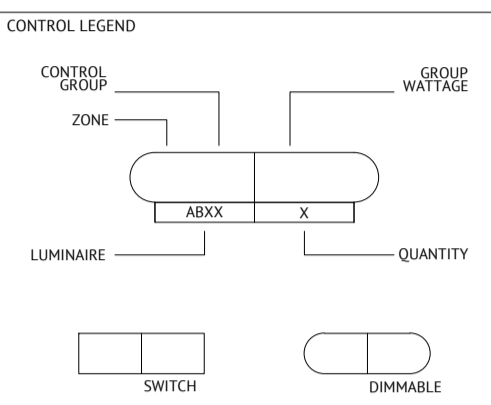 CONTROL LEGEND
CONTROL
GROUP
GROUP
WATTAGE
ZONE
ABXX
X
LUMINAIRE
QUANTITY
SWITCH
DIMMABLE